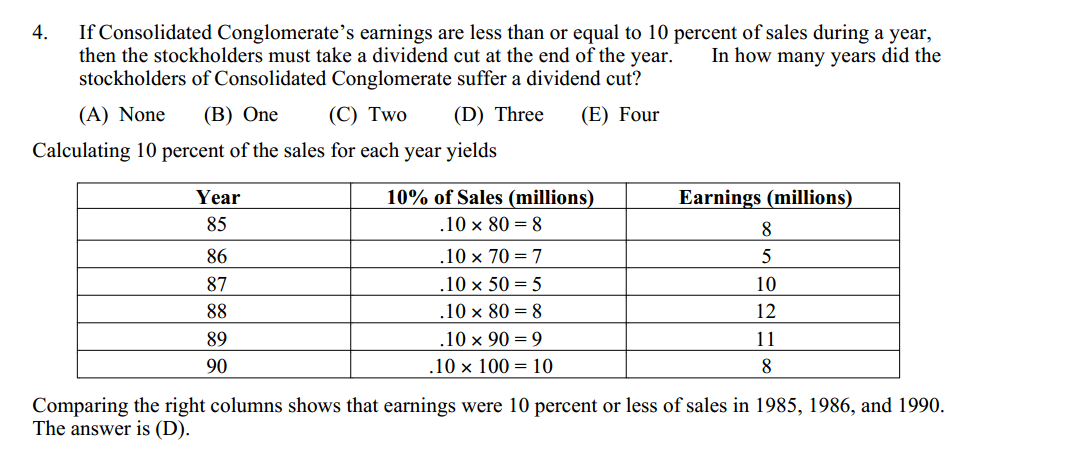 4. If Consolidated Conglomerate’s earnings are less than or equal to 10 percent of sales during a year,
then the stockholders must take a dividend cut at the end of the year. In how many years did the
stockholders of Consolidated Conglomerate suffer a dividend cut?
(A) None (B) One (C) Two (D) Three (E) Four
Calculating 10 percent of the sales for each year yields
Year 10% of Sales (millions) Earnings (millions)
85 .10 × 80 = 8 8
86 .10 × 70 = 7 5
87 .10 × 50 = 5 10
88 .10 × 80 = 8 12
89 .10 × 90 = 9 11
90 .10 × 100 = 10 8
Comparing the right columns shows that earnings were 10 percent or less of sales in 1985, 1986, and 1990.
The answer is (D).